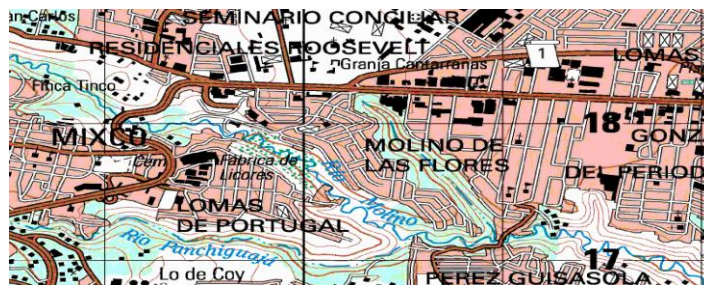 an Carlos
SEMINARIO CONCILIAR
RESIDENCIALES ROOSEVELT
Granja Cantarranas
1
LOMAS
Finca Tinco
MIXCO
18
GONZ
MOLINO DE
LAS FLORES
Cem
Fábrica de
Licores
Río
Molino
DEL PERIOD
LOMAS
DE PORTUGAL
Río Panchiguajá
17
Lo de Coy
PEREZ GUISASOLA